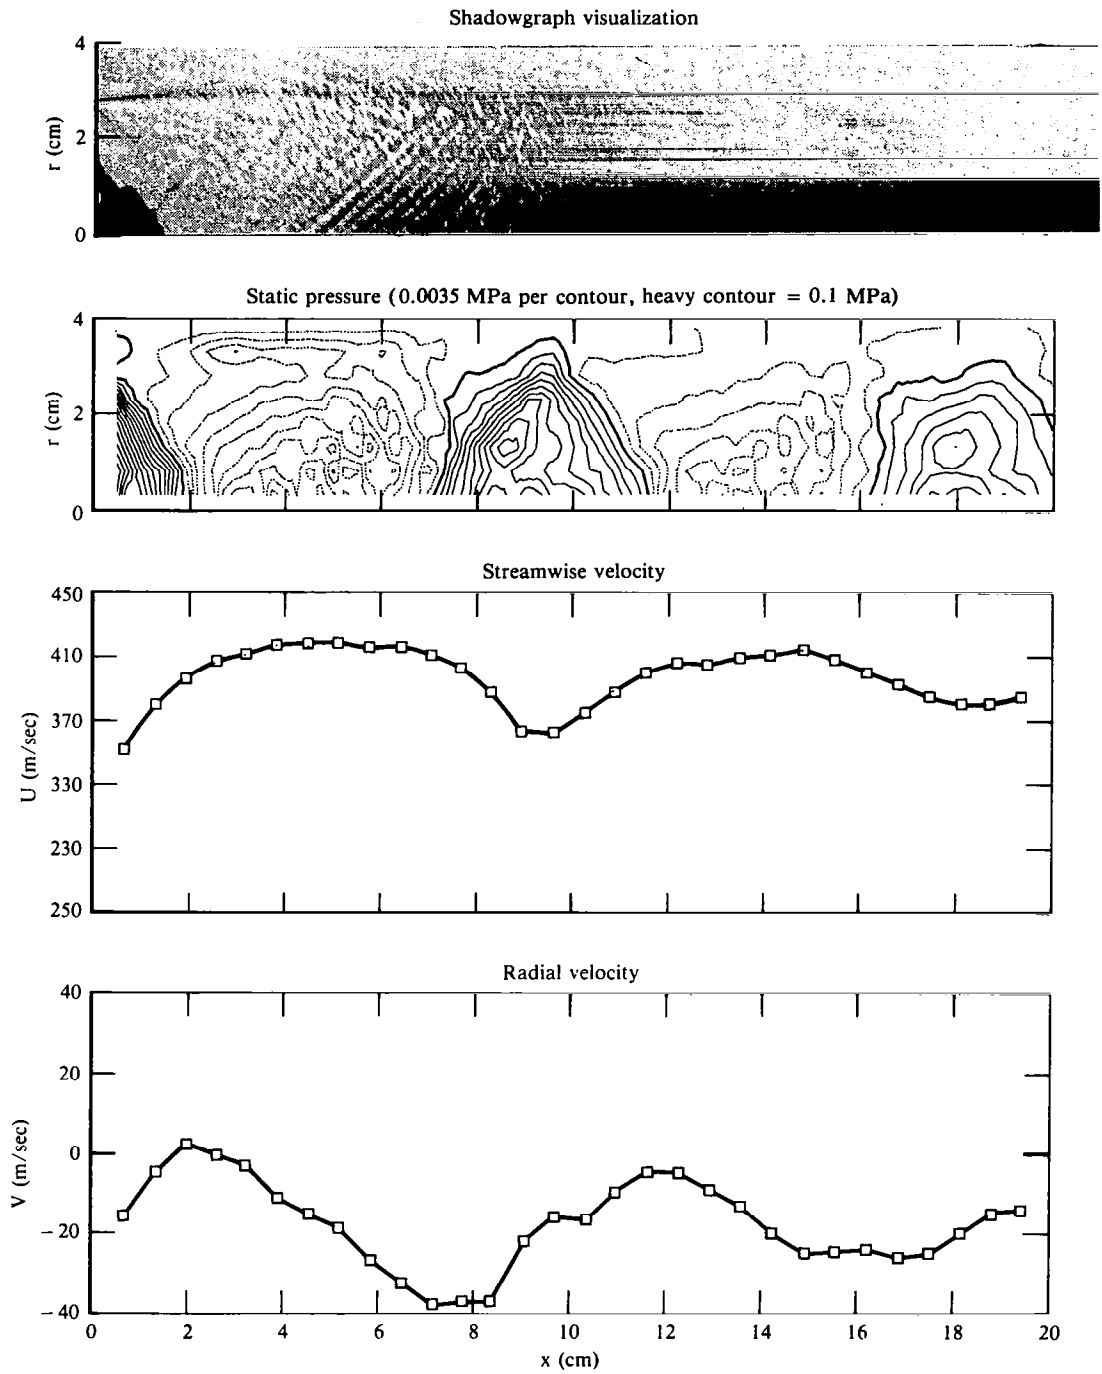 Shadowgraph visualization
4
2
0
r (cm)
Static pressure (0.0035 MPa per contour, heavy contour = 0.1 MPa)
4
2
0
r (cm)
Streamwise velocity
450
410
370
330
230
250
U (m/sec)
Radial velocity
40
20
0
-20
-40
V (m/sec)
0 2 4 6 8 10 12 14 16 18 20
x (cm)